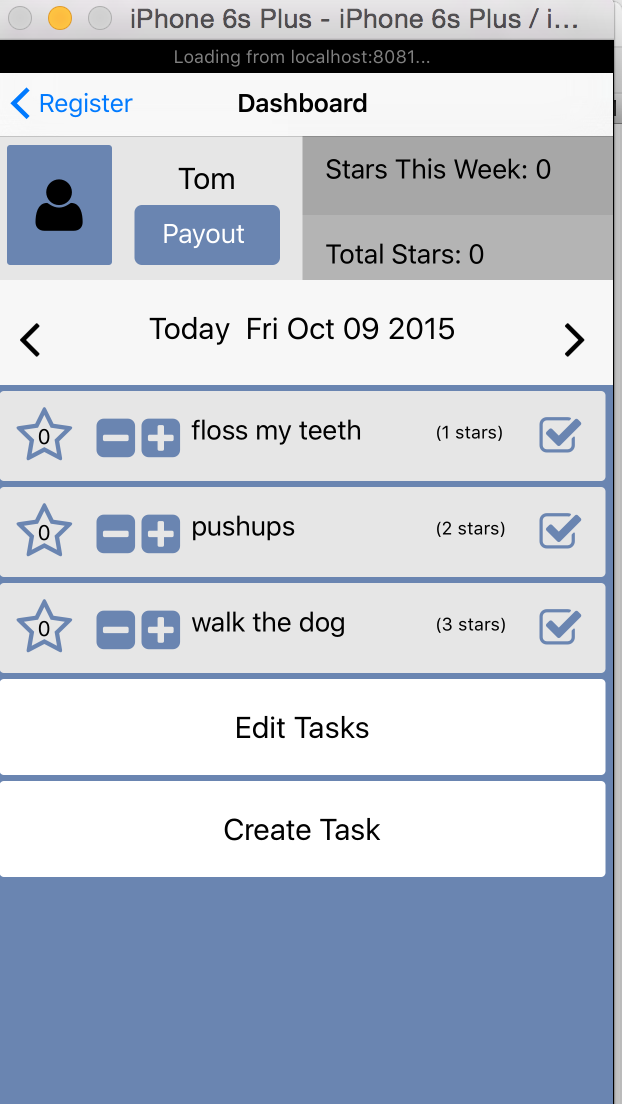 iPhone 6s Plus - iPhone 6s Plus / i...
Loading from localhost:8081...
Register
Dashboard
Tom
Payout
Stars This Week: 0
Total Stars: 0
Today Fri Oct 09 2015
0 floss my teeth (1 stars)
0 pushups (2 stars)
0 walk the dog (3 stars)
Edit Tasks
Create Task